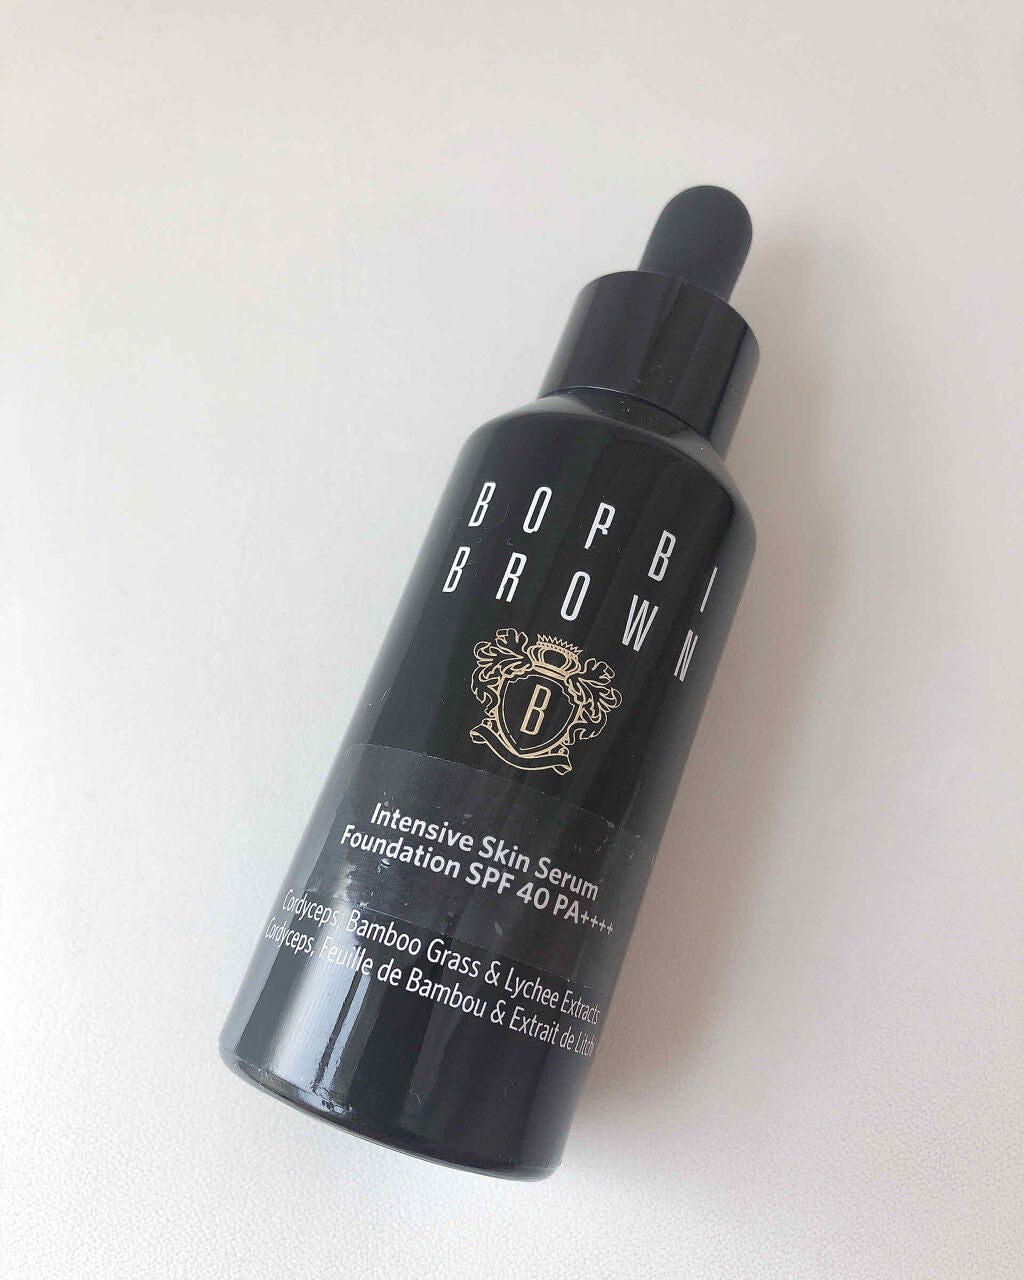 BOBBI
BROWN
B
Intensive Skin Serum
Foundation SPF 40 PA++++
Cordyceps, Bamboo Grass & Lychee Extracts
Cordyceps, Feuille de Bambou & Extrait de Litch